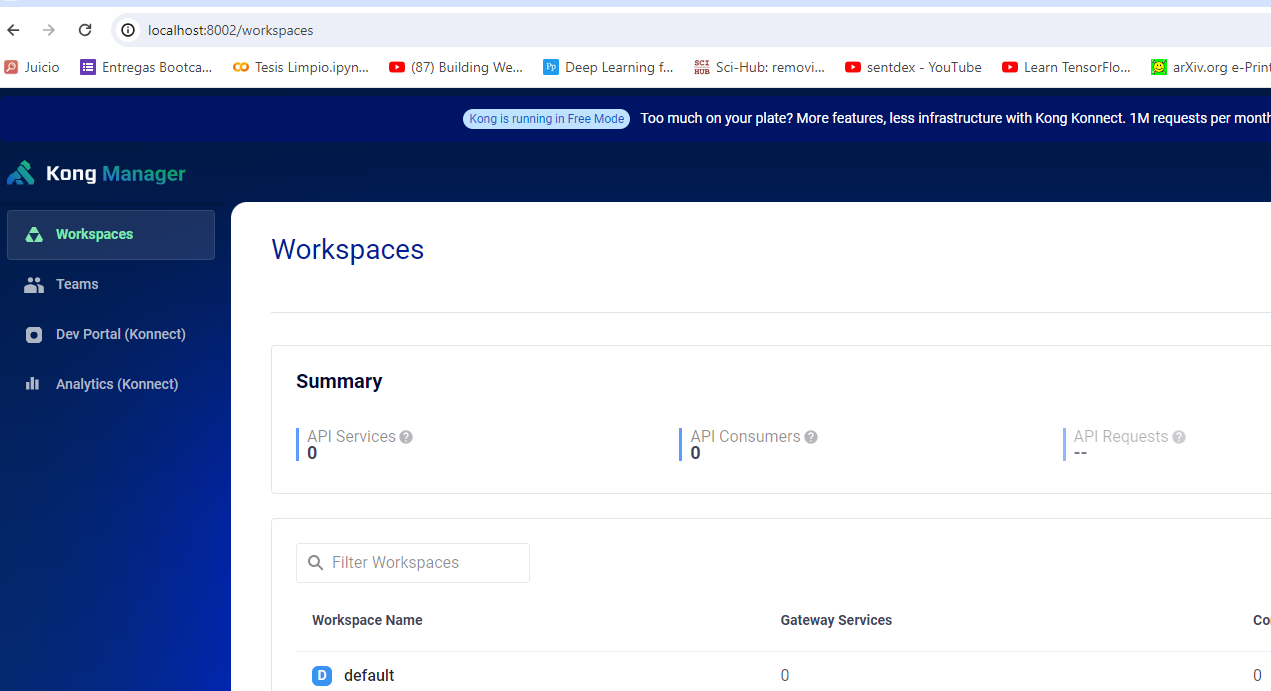 localhost:8002/workspaces
Juicio Entregas Bootca... Tesis Limpio.ipyn... (87) Building We... Pp Deep Learning f... SCI HUB Sci-Hub: removi... sentdex - YouTube Learn TensorFlo... arXiv.org e-Print
Kong is running in Free Mode Too much on your plate? More features, less infrastructure with Kong Konnect. 1M requests per month
Kong Manager
Workspaces
Teams
Dev Portal (Konnect)
Analytics (Konnect)
Workspaces
Summary
API Services ? API Consumers ? API Requests ?
0 0 --
Filter Workspaces
Workspace Name Gateway Services Co
D default 0 0